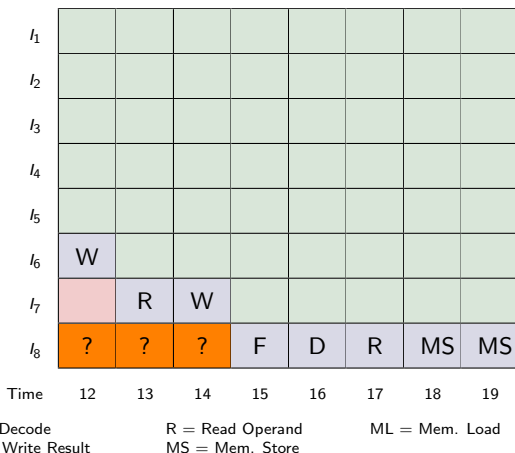 I1
I2
I3
I4
I5
I6 W
I7 R W
I8 ? ? ? F D R MS MS
Time 12 13 14 15 16 17 18 19
Decode R = Read Operand ML = Mem. Load
Write Result MS = Mem. Store